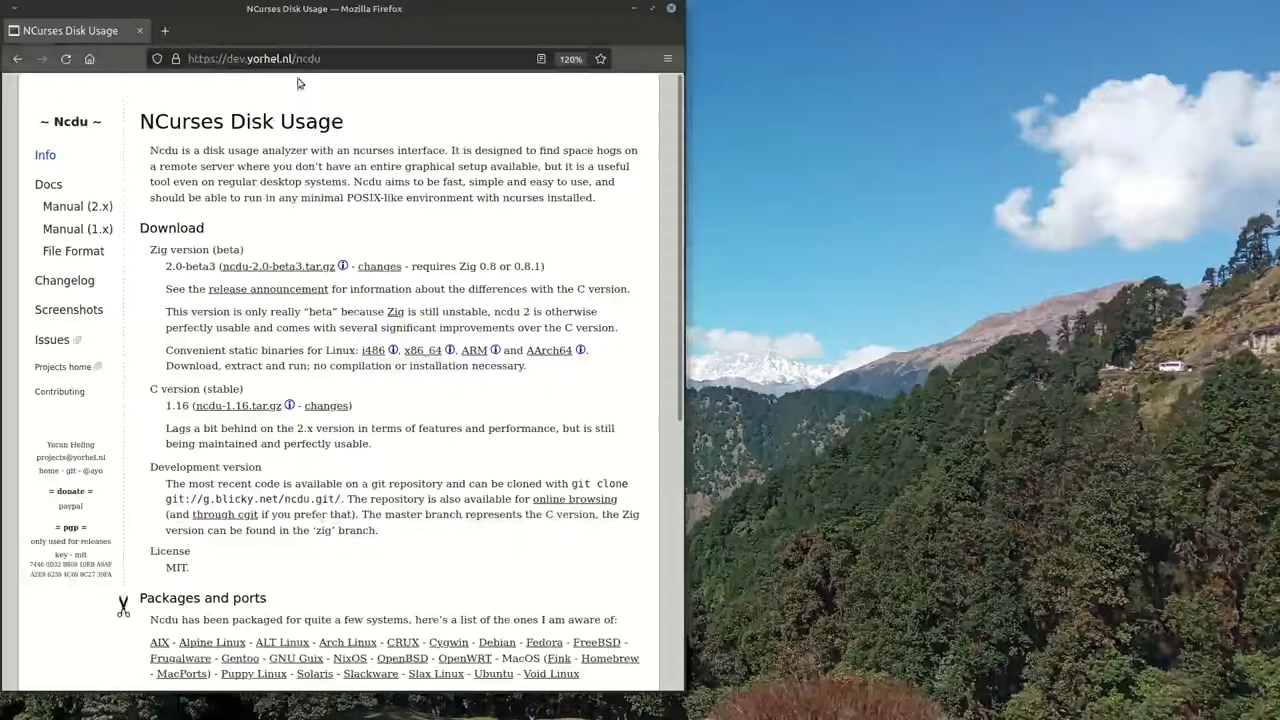 NCurses Disk Usage — Mozilla Firefox
NCurses Disk Usage
https://dev.yorhel.nl/ncdu
120%
~ Ncdu ~
Info
Docs
Manual (2.x)
Manual (1.x)
File Format
Changelog
Screenshots
Issues
Projects home
Contributing
Yoran Heling
projects@yorhel.nl
home - git - @ayo
= donate =
paypal
= pgp =
only used for releases
key - mit
NCurses Disk Usage
Ncdu is a disk usage analyzer with an ncurses interface. It is designed to find space hogs on
a remote server where you don’t have an entire graphical setup available, but it is a useful
tool even on regular desktop systems. Ncdu aims to be fast, simple and easy to use, and
should be able to run in any minimal POSIX-like environment with ncurses installed.
Download
Zig version (beta)
2.0-beta3 (ncdu-2.0-beta3.tar.gz - changes - requires Zig 0.8 or 0.8.1)
See the release announcement for information about the differences with the C version.
This version is only really “beta” because Zig is still unstable, ncdu 2 is otherwise
perfectly usable and comes with several significant improvements over the C version.
Convenient static binaries for Linux: i486, x86_64, ARM and AArch64.
Download, extract and run; no compilation or installation necessary.
C version (stable)
1.16 (ncdu-1.16.tar.gz - changes)
Lags a bit behind on the 2.x version in terms of features and performance, but is still
being maintained and perfectly usable.
Development version
The most recent code is available on a git repository and can be cloned with git clone
git://g.blicky.net/ncdu.git/. The repository is also available for online browsing
(and through cgit if you prefer that). The master branch represents the C version, the Zig
version can be found in the ‘zig’ branch.
License
MIT.
Packages and ports
Ncdu has been packaged for quite a few systems, here’s a list of the ones I am aware of:
AIX - Alpine Linux - ALT Linux - Arch Linux - CRUX - Cygwin - Debian - Fedora - FreeBSD -
Frugalware - Gentoo - GNU Guix - NixOS - OpenBSD - OpenWRT - MacOS (Fink - Homebrew
- MacPorts) - Puppy Linux - Solaris - Slackware - Slax Linux - Ubuntu - Void Linux